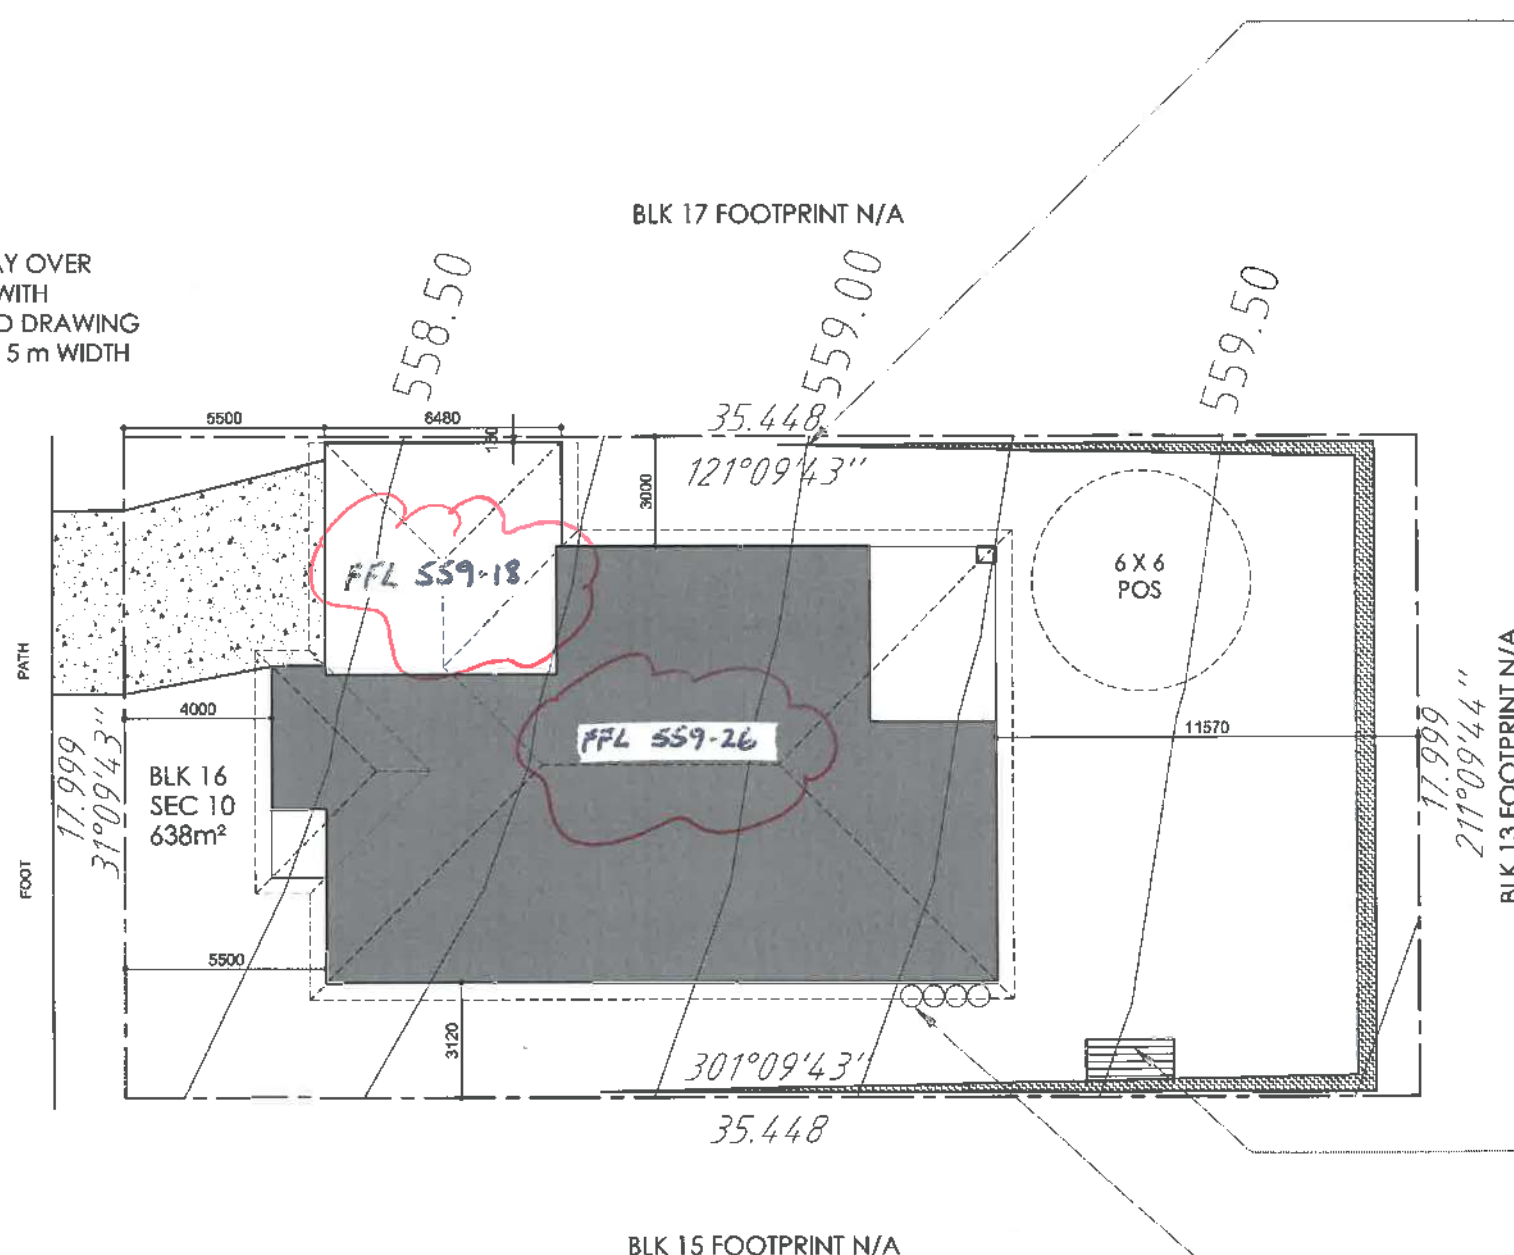 BLK 17 FOOTPRINT N/A
AY OVER
WITH
D DRAWING
5 m WIDTH
558.50
559.00
559.50
5500
6480
150
35.448
121°09'43''
3000
FFL 559-18
6 X 6
POS
PATH
4000
FFL 559-26
11570
17.999
31°09'43''
BLK 16
SEC 10
638m²
17.999
211°09'44''
BLK 13 FOOTPRINT N/A
FOOT
5500
3120
301°09'43''
35.448
BLK 15 FOOTPRINT N/A